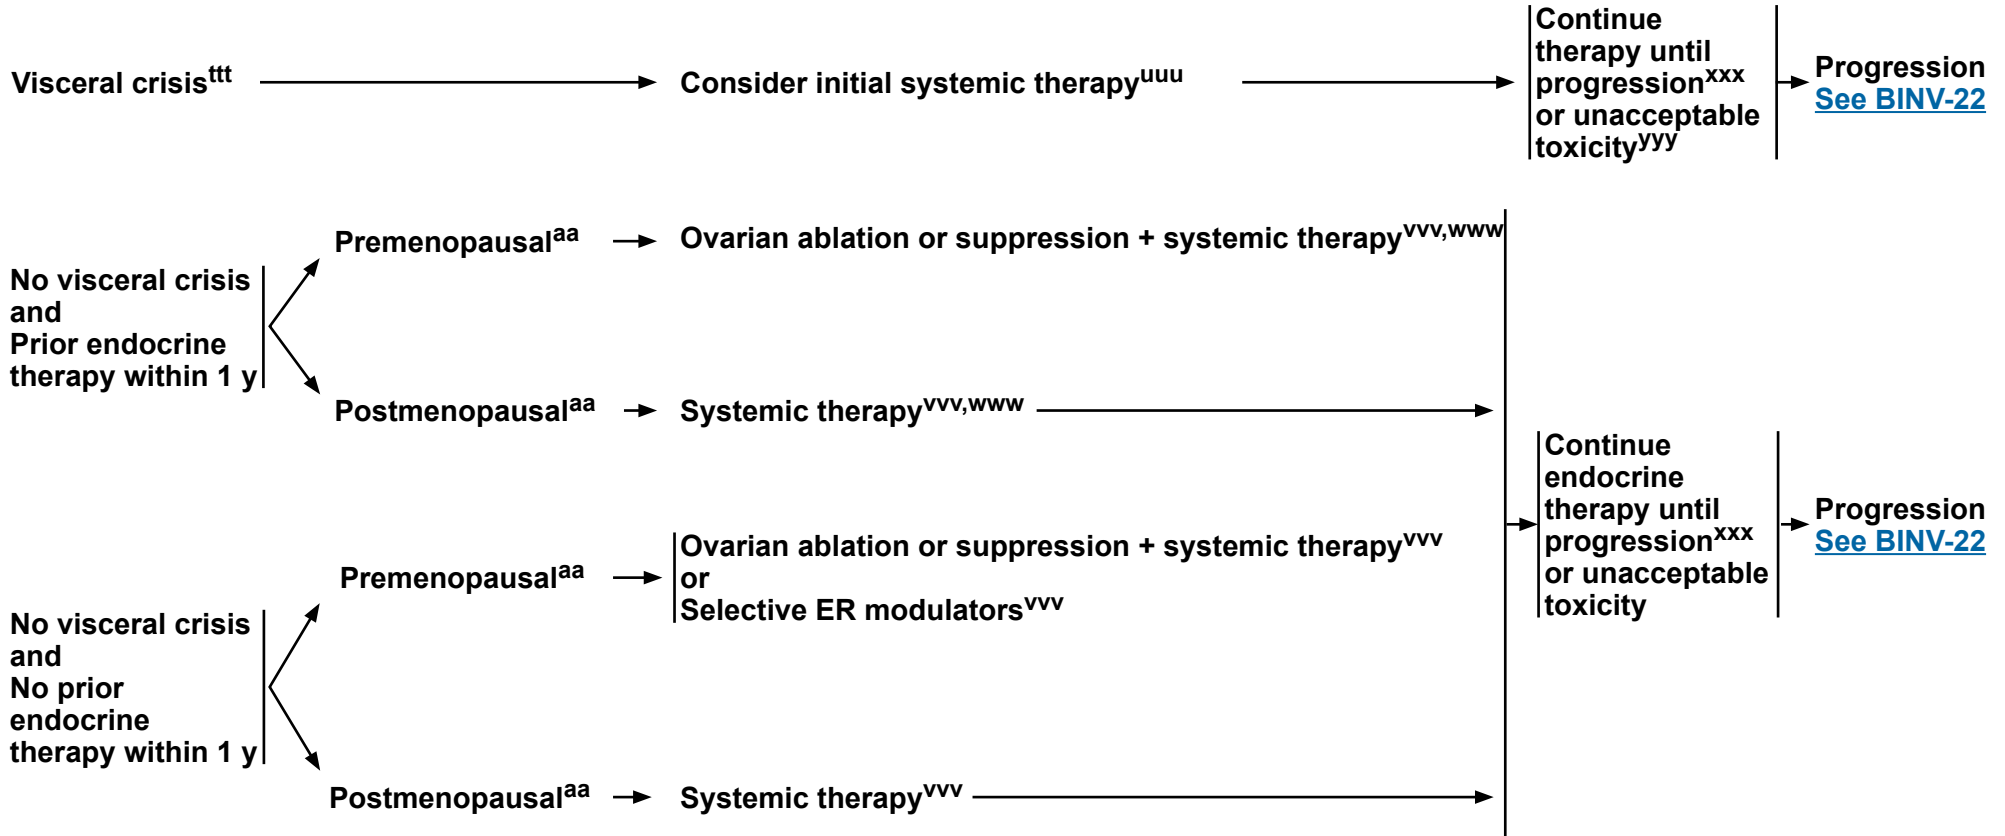 Visceral crisisᵗᵗᵗ
Consider initial systemic therapyᵘᵘᵘ
Continue
therapy until
progressionˣˣˣ
or unacceptable
toxicityʸʸʸ
Progression
See BINV-22
No visceral crisis
and
Prior endocrine
therapy within 1 y
Premenopausalᵃᵃ
Ovarian ablation or suppression + systemic therapyᵛᵛᵛ,ʷʷʷ
Postmenopausalᵃᵃ
Systemic therapyᵛᵛᵛ,ʷʷʷ
No visceral crisis
and
No prior
endocrine
therapy within 1 y
Premenopausalᵃᵃ
Ovarian ablation or suppression + systemic therapyᵛᵛᵛ
or
Selective ER modulatorsᵛᵛᵛ
Postmenopausalᵃᵃ
Systemic therapyᵛᵛᵛ
Continue
endocrine
therapy until
progressionˣˣˣ
or unacceptable
toxicity
Progression
See BINV-22